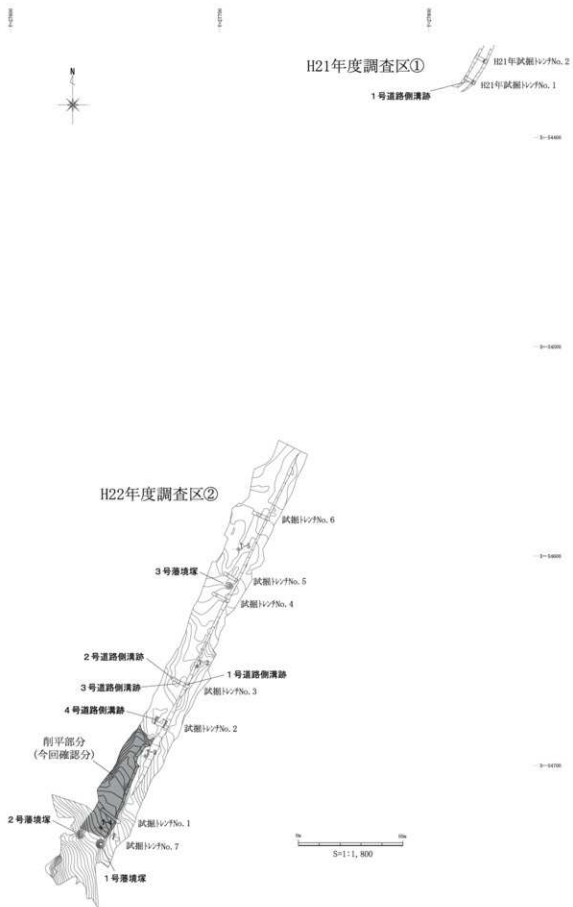 N
H21年度調査区①
H21年試掘トレンチNo.2
H21年試掘トレンチNo.1
1号道路側溝跡
H22年度調査区②
試掘トレンチNo.6
3号藩境塚
試掘トレンチNo.5
試掘トレンチNo.4
2号道路側溝跡
1号道路側溝跡
3号道路側溝跡
試掘トレンチNo.3
4号道路側溝跡
試掘トレンチNo.2
削平部分
(今回確認分)
2号藩境塚
試掘トレンチNo.1
試掘トレンチNo.7
1号藩境塚
S=1:1,800